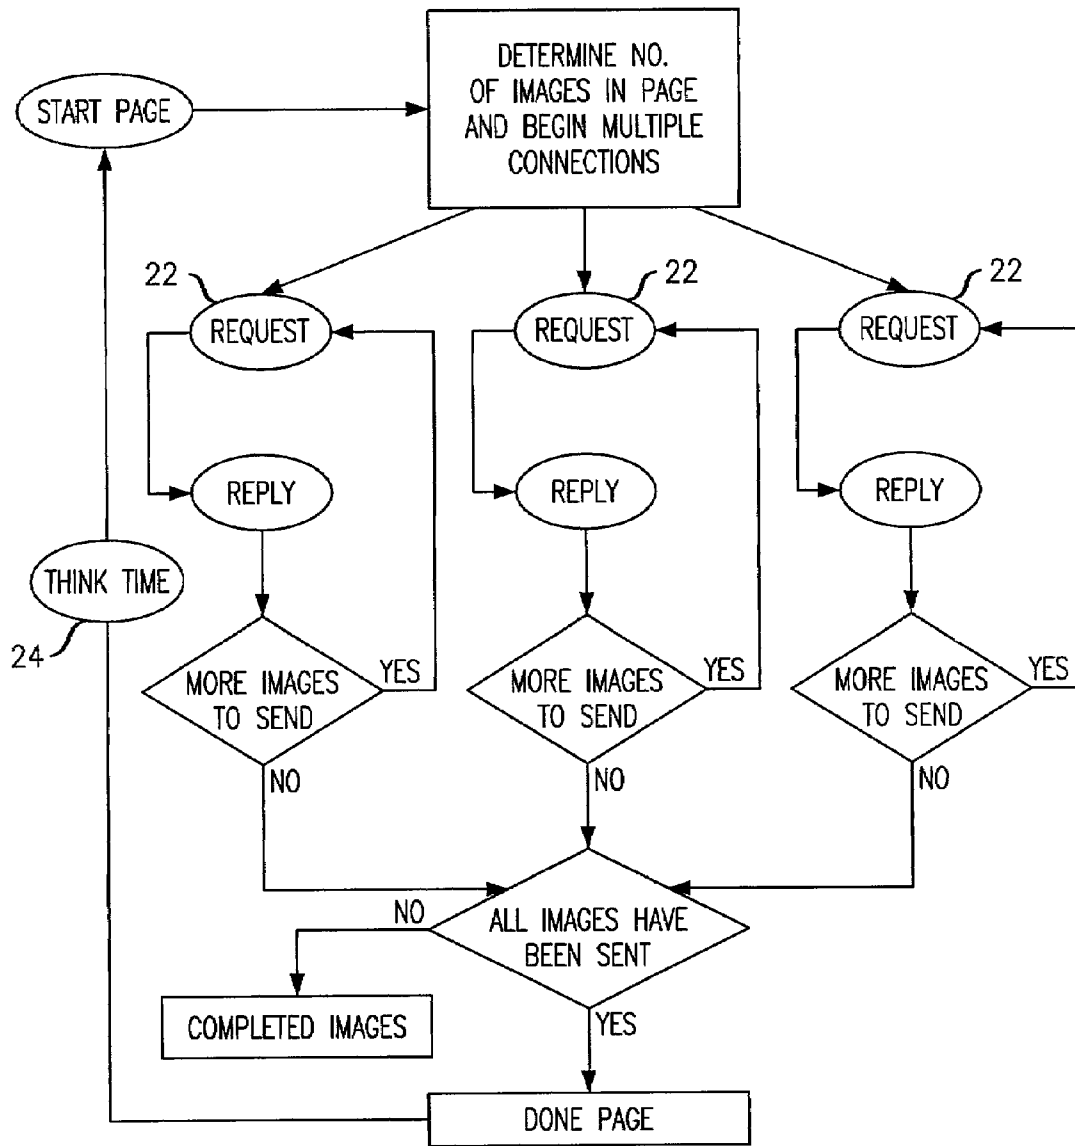 DETERMINE NO.
OF IMAGES IN PAGE
AND BEGIN MULTIPLE
CONNECTIONS
START PAGE
22
22
22
REQUEST
REQUEST
REQUEST
REPLY
REPLY
REPLY
THINK TIME
24
MORE IMAGES
TO SEND
YES
MORE IMAGES
TO SEND
YES
MORE IMAGES
TO SEND
YES
NO
NO
NO
ALL IMAGES HAVE
BEEN SENT
NO
YES
COMPLETED IMAGES
DONE PAGE